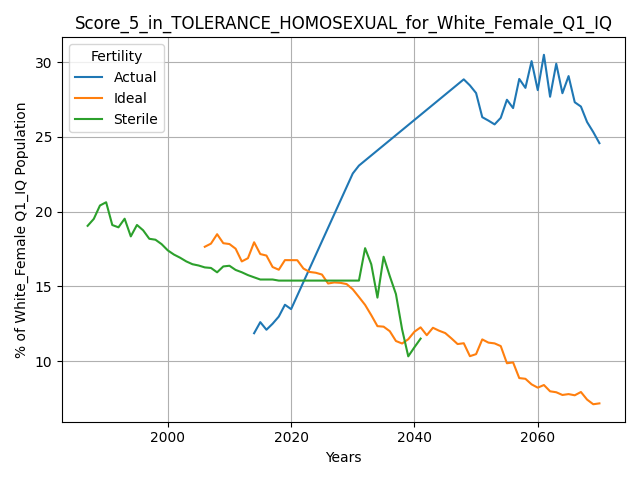 Score_5_in_TOLERANCE_HOMOSEXUAL_for_White_Female_Q1_IQ
Fertility
Actual
Ideal
Sterile
30
25
20
15
10
% of White_Female Q1_IQ Population
2000
2020
2040
2060
Years